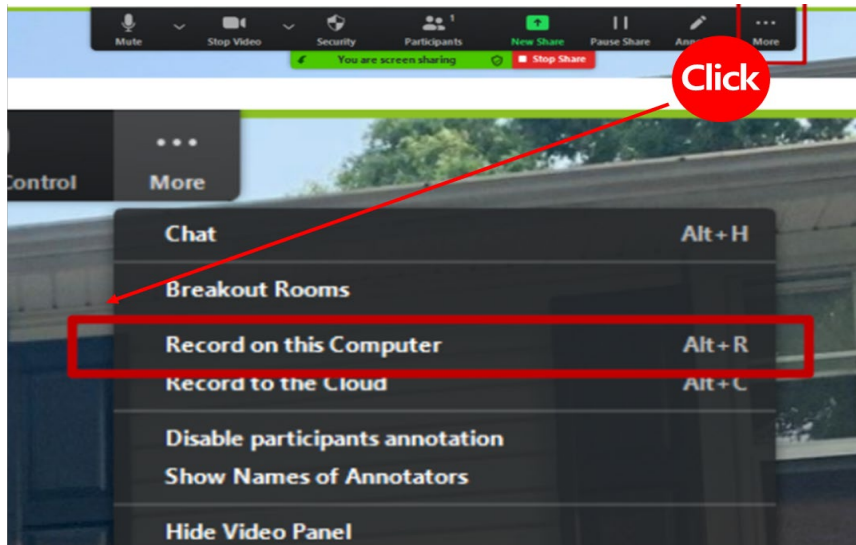 Mute Stop Video Security Participants 1 New Share Pause Share Anno More
You are screen sharing Stop Share
Click
Control More
Chat Alt+H
Breakout Rooms
Record on this Computer Alt+R
Record to the Cloud Alt+C
Disable participants annotation
Show Names of Annotators
Hide Video Panel